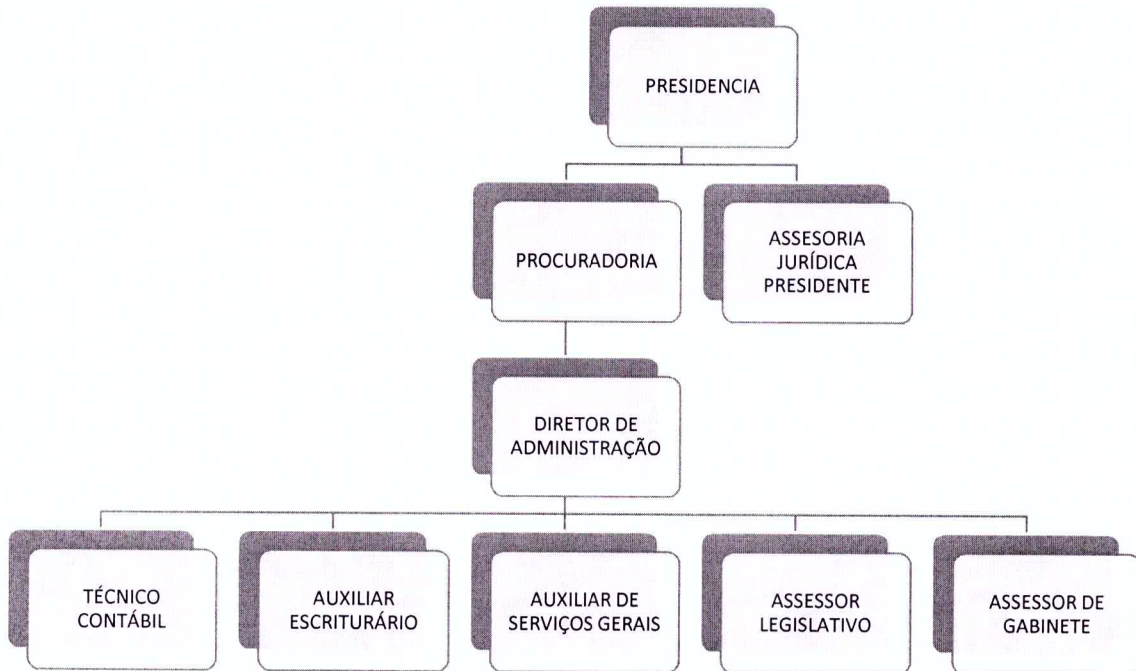 PRESIDENCIA
PROCURADORIA
ASSESORIA
JURÍDICA
PRESIDENTE
DIRETOR DE
ADMINISTRAÇÃO
TÉCNICO
CONTÁBIL
AUXILIAR
ESCRITURÁRIO
AUXILIAR DE
SERVIÇOS GERAIS
ASSESSOR
LEGISLATIVO
ASSESSOR DE
GABINETE